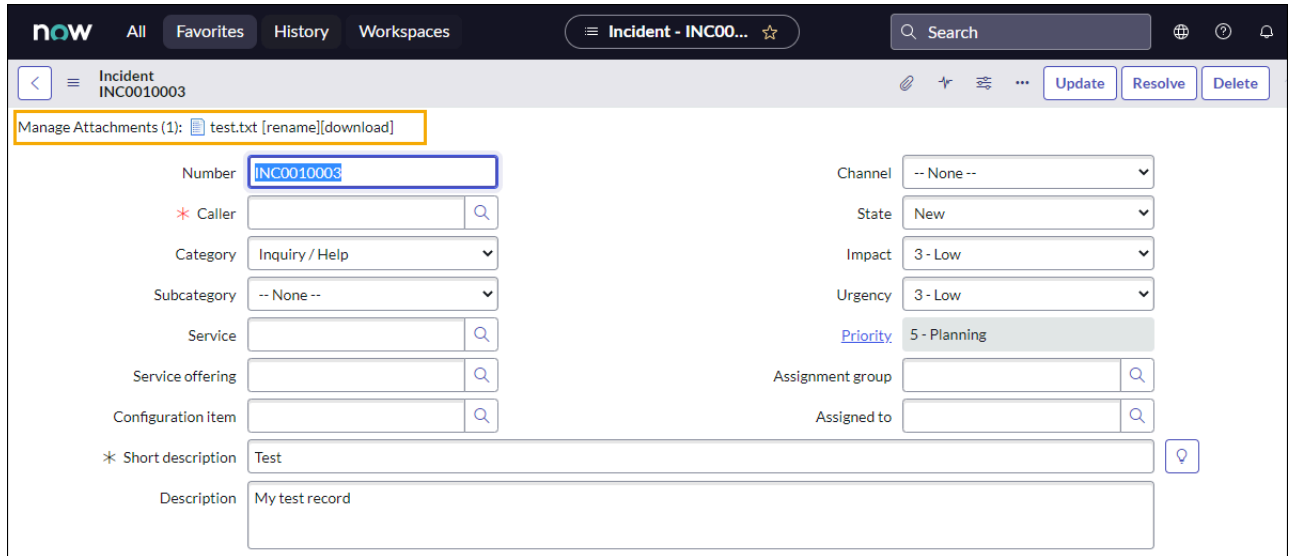 now All Favorites History Workspaces Incident - INC00... Search
Incident
INC0010003
Update Resolve Delete
Manage Attachments (1): test.txt [rename][download]
Number INC0010003 Channel -- None --
Caller State New
Category Inquiry / Help Impact 3 - Low
Subcategory -- None -- Urgency 3 - Low
Service Priority 5 - Planning
Service offering Assignment group
Configuration item Assigned to
Short description Test
Description My test record